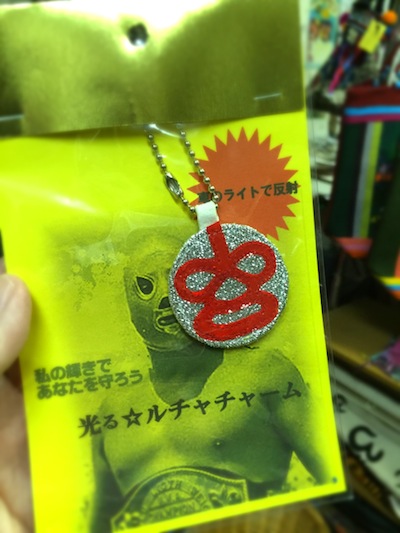 ライトで反射
私の輝きで
あなたを守ろう!
光る☆ルチャチャーム